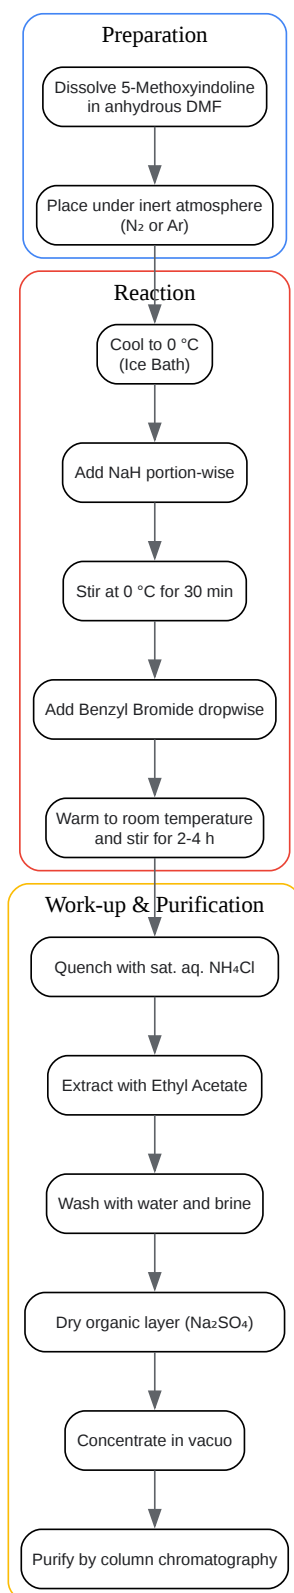 Preparation
Dissolve 5-Methoxyindoline
in anhydrous DMF
Place under inert atmosphere
(N₂ or Ar)
Reaction
Cool to 0 °C
(Ice Bath)
Add NaH portion-wise
Stir at 0 °C for 30 min
Add Benzyl Bromide dropwise
Warm to room temperature
and stir for 2-4 h
Work-up & Purification
Quench with sat. aq. NH₄Cl
Extract with Ethyl Acetate
Wash with water and brine
Dry organic layer (Na₂SO₄)
Concentrate in vacuo
Purify by column chromatography